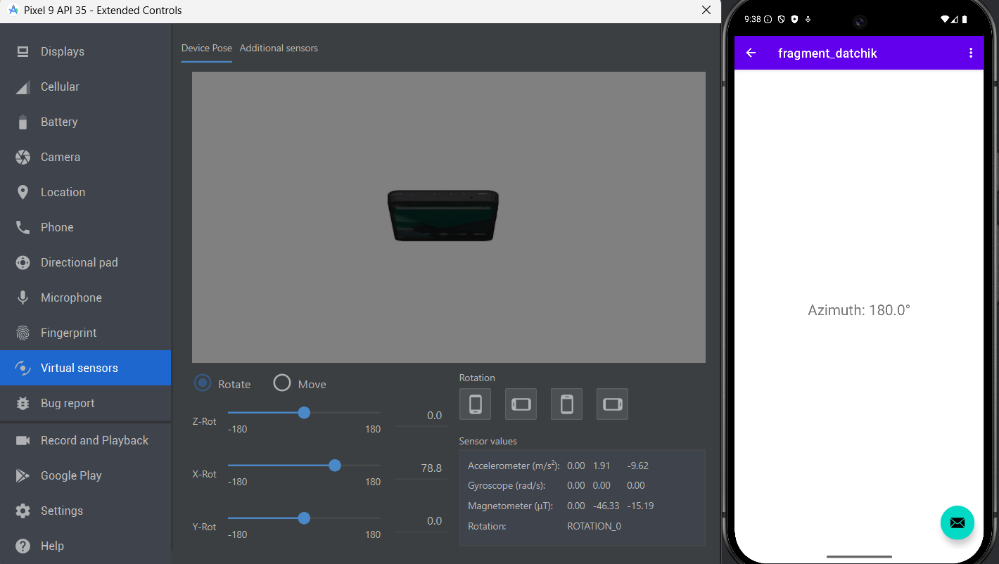 Pixel 9 API 35 - Extended Controls
Displays
Cellular
Battery
Camera
Location
Phone
Directional pad
Microphone
Fingerprint
Virtual sensors
Bug report
Record and Playback
Google Play
Settings
Help
Device Pose Additional sensors
Rotate Move
Z-Rot -180 180 0.0
X-Rot -180 180 78.8
Y-Rot -180 180 0.0
Rotation
Sensor values
Accelerometer (m/s²): 0.00 1.91 -9.62
Gyroscope (rad/s): 0.00 0.00 0.00
Magnetometer (μT): 0.00 -46.33 -15.19
Rotation: ROTATION_0
9:38
fragment_datchik
Azimuth: 180.0°